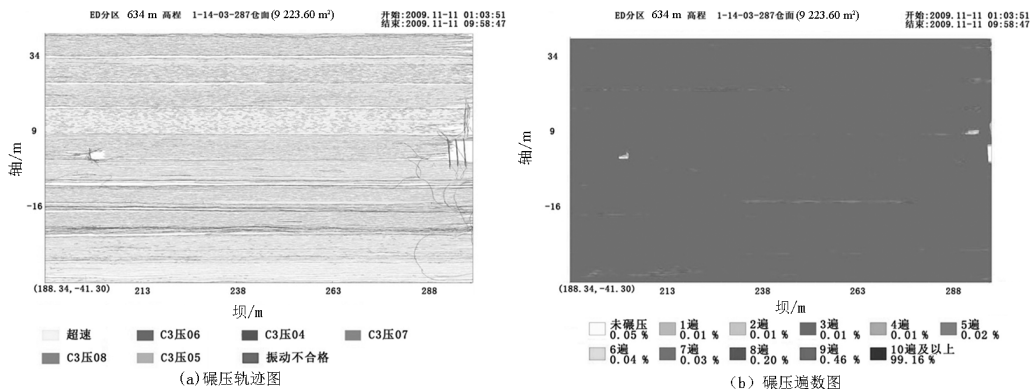 ED分区 634 m 高程 1-14-03-287仓面(9 223.60 m²)
开始:2009.11-11 01:03:51
结束:2009.11-11 09:58:47
34
9
-16
轴/m
(188.34,-41.30) 213 238 263 288
坝/m
超速 C3压06 C3压04 C3压07
C3压08 C3压05 振动不合格
(a)碾压轨迹图
ED分区 634 m 高程 1-14-03-287仓面(9 223.60 m²)
开始:2009.11-11 01:03:51
结束:2009.11-11 09:58:47
34
9
-16
轴/m
(188.34,-41.30) 213 238 263 288
坝/m
未碾压 1遍 2遍 3遍 4遍 5遍
0.05 % 0.01 % 0.01 % 0.01 % 0.01 % 0.02 %
6遍 7遍 8遍 9遍 10遍及以上
0.04 % 0.03 % 0.20 % 0.46 % 99.16 %
(b) 碾压遍数图